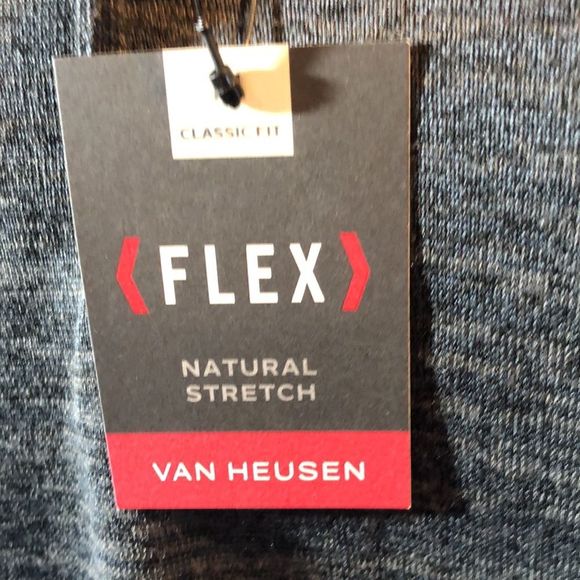 CLASSIC FIT
FLEX
NATURAL
STRETCH
VAN HEUSEN